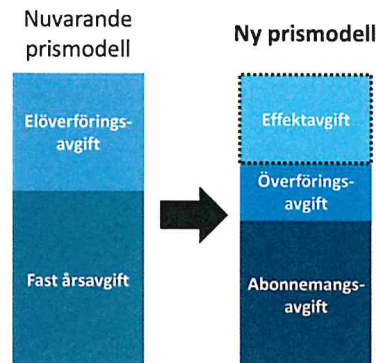 Nuvarande
prismodell
Elöverförings-
avgift
Fast årsavgift
Ny prismodell
Effektavgift
Överförings-
avgift
Abonnemangs-
avgift